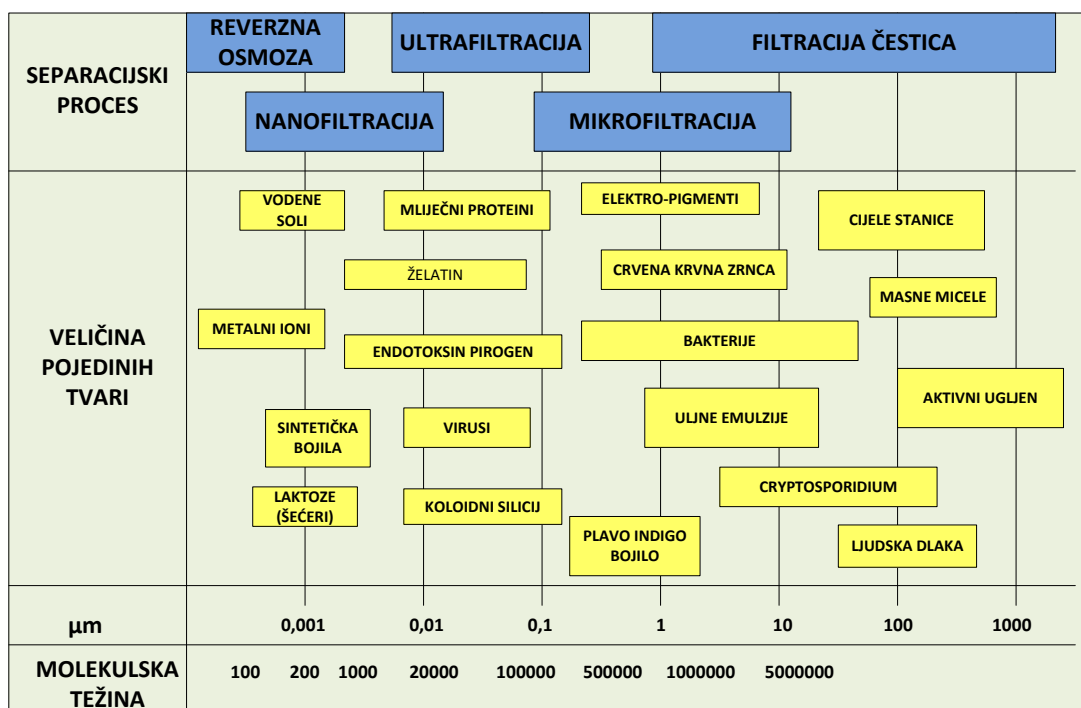 SEPARACIJSKI
PROCES
REVERZNA
OSMOZA
ULTRAFILTRACIJA
FILTRACIJA ČESTICA
NANOFILTRACIJA
MIKROFILTRACIJA
VELIČINA
POJEDINIH
TVARI
VODENE
SOLI
MLIJEČNI PROTEINI
ELEKTRO-PIGMENTI
CIJELE STANICE
ŽELATIN
CRVENA KRVNA ZRNCA
MASNE MICELE
METALNI IONI
ENDOTOKSIN PIROGEN
BAKTERIJE
AKTIVNI UGLJEN
SINTETIČKA
BOJILA
VIRUSI
ULJNE EMULZIJE
CRYPTOSPORIDIUM
LAKTOZE
(ŠEĆERI)
KOLOIDNI SILICIJ
PLAVO INDIGO
BOJILO
LJUDSKA DLAKA
µm 0,001 0,01 0,1 1 10 100 1000
MOLEKULSKA
TEŽINA
100 200 1000 20000 100000 500000 1000000 5000000